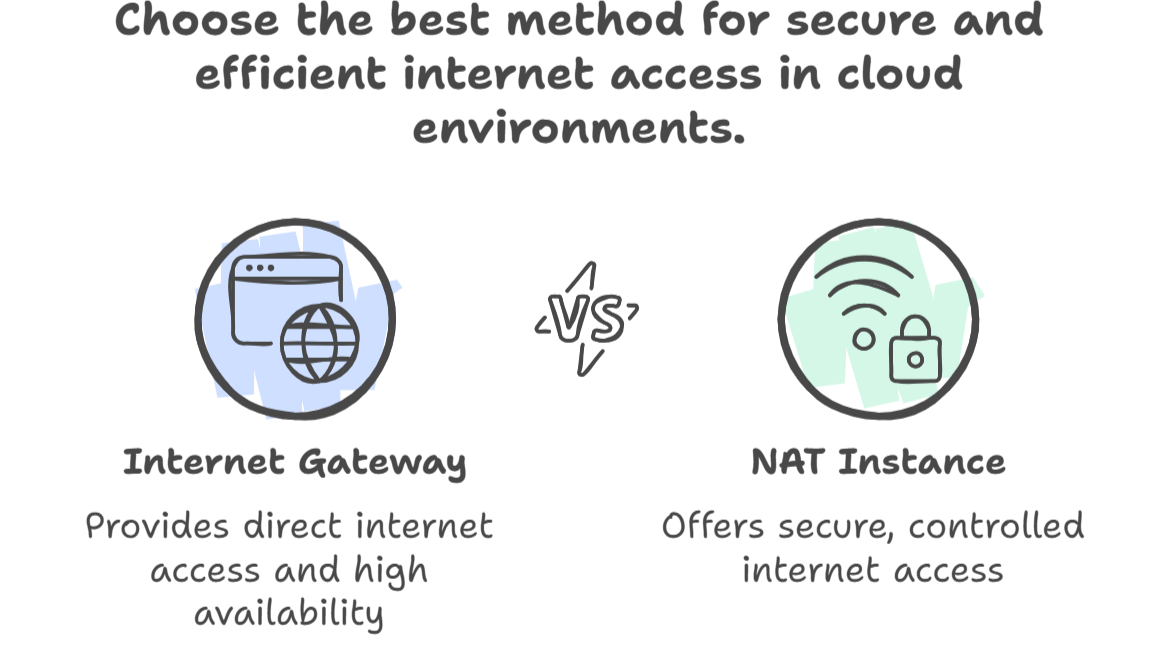 Choose the best method for secure and
efficient internet access in cloud
environments.
VS
Internet Gateway
Provides direct internet
access and high
availability
NAT Instance
Offers secure, controlled
internet access